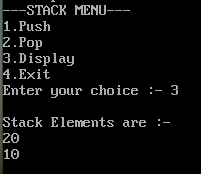 ---STACK MENU---
1.Push
2.Pop
3.Display
4.Exit
Enter your choice :- 3
Stack Elements are :-
20
10